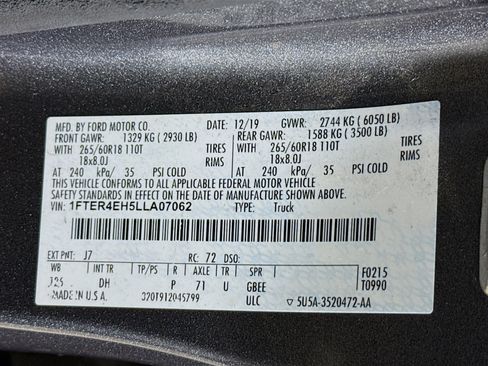 MFD. BY FORD MOTOR CO. DATE: 12/19 GVWR: 2744 KG ( 6050 LB)
FRONT GAWR: 1329 KG ( 2930 LB) REAR GAWR: 1588 KG ( 3500 LB)
WITH 265/60R18 110T TIRES WITH 265/60R18 110T TIRES
18x8.0J RIMS 18x8.0J RIMS
AT 240 kPa/ 35 PSI COLD AT 240 kPa/ 35 PSI COLD
THIS VEHICLE CONFORMS TO ALL APPLICABLE FEDERAL MOTOR VEHICLE
SAFETY STANDARDS IN EFFECT ON THE DATE OF MANUFACTURE SHOWN ABOVE.
VIN: 1FTER4EH5LLA07062 TYPE: Truck
EXT PNT: J7 RC: 72 DSO:
WB INT TR TP/PS R AXLE TR SPR F0215
126 DH P 71 U GBEE T0990
MADE IN U.S.A. 3201912045799 ULC 5U5A-3520472-AA